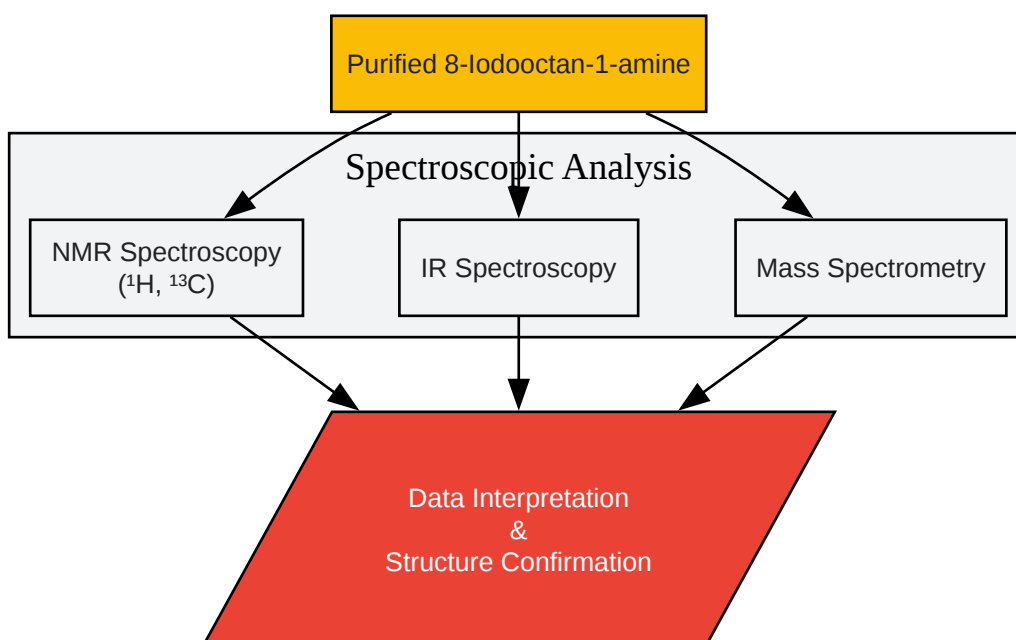 Purified 8-Iodooctan-1-amine
Spectroscopic Analysis
NMR Spectroscopy
(¹H, ¹³C)
IR Spectroscopy
Mass Spectrometry
Data Interpretation
&
Structure Confirmation